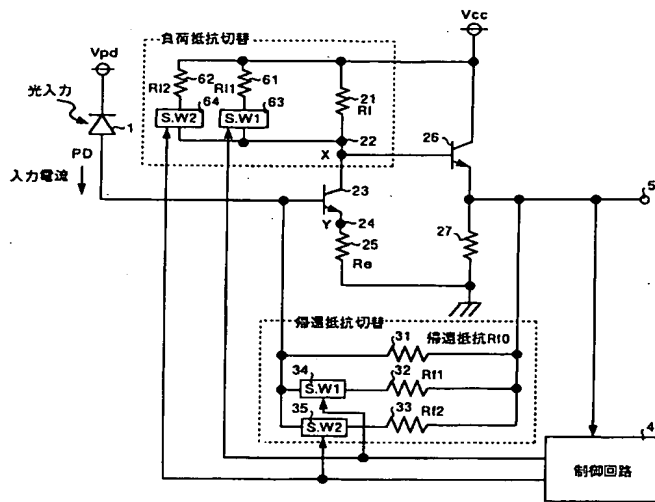 Vcc
負荷抵抗切替
Vpd
62
61
Rl2
Rl1
64
63
21
Rl
光入力
S.W2
S.W1
22
26
1
X
PD
入力電流
23
5
24
Y
25
27
Re
帰還抵抗切替
31
帰還抵抗Rf0
34
32
Rf1
S.W1
35
33
Rf2
S.W2
4
制御回路